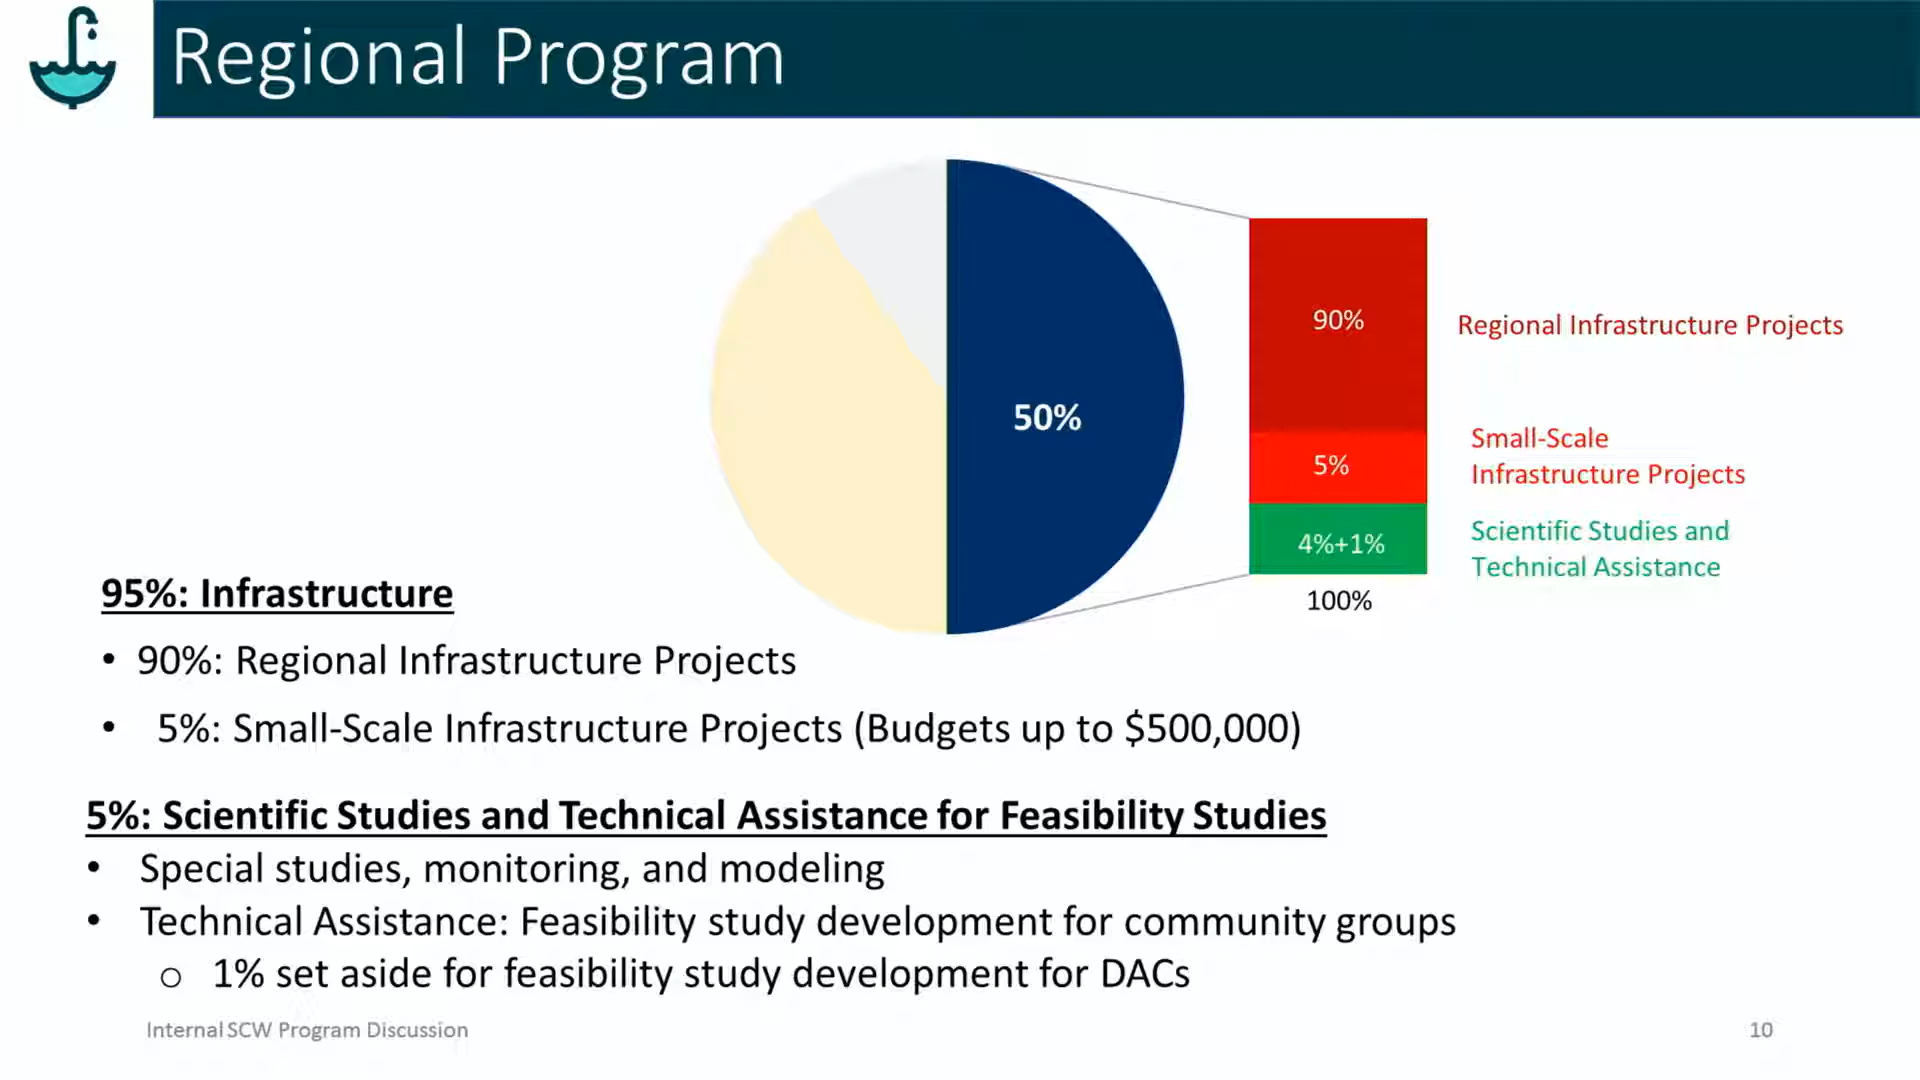 Regional Program
50%
90%
Regional Infrastructure Projects
5%
Small-Scale
Infrastructure Projects
4%+1%
Scientific Studies and
Technical Assistance
100%
95%: Infrastructure
• 90%: Regional Infrastructure Projects
• 5%: Small-Scale Infrastructure Projects (Budgets up to $500,000)
5%: Scientific Studies and Technical Assistance for Feasibility Studies
• Special studies, monitoring, and modeling
• Technical Assistance: Feasibility study development for community groups
o 1% set aside for feasibility study development for DACs
Internal SCW Program Discussion
10